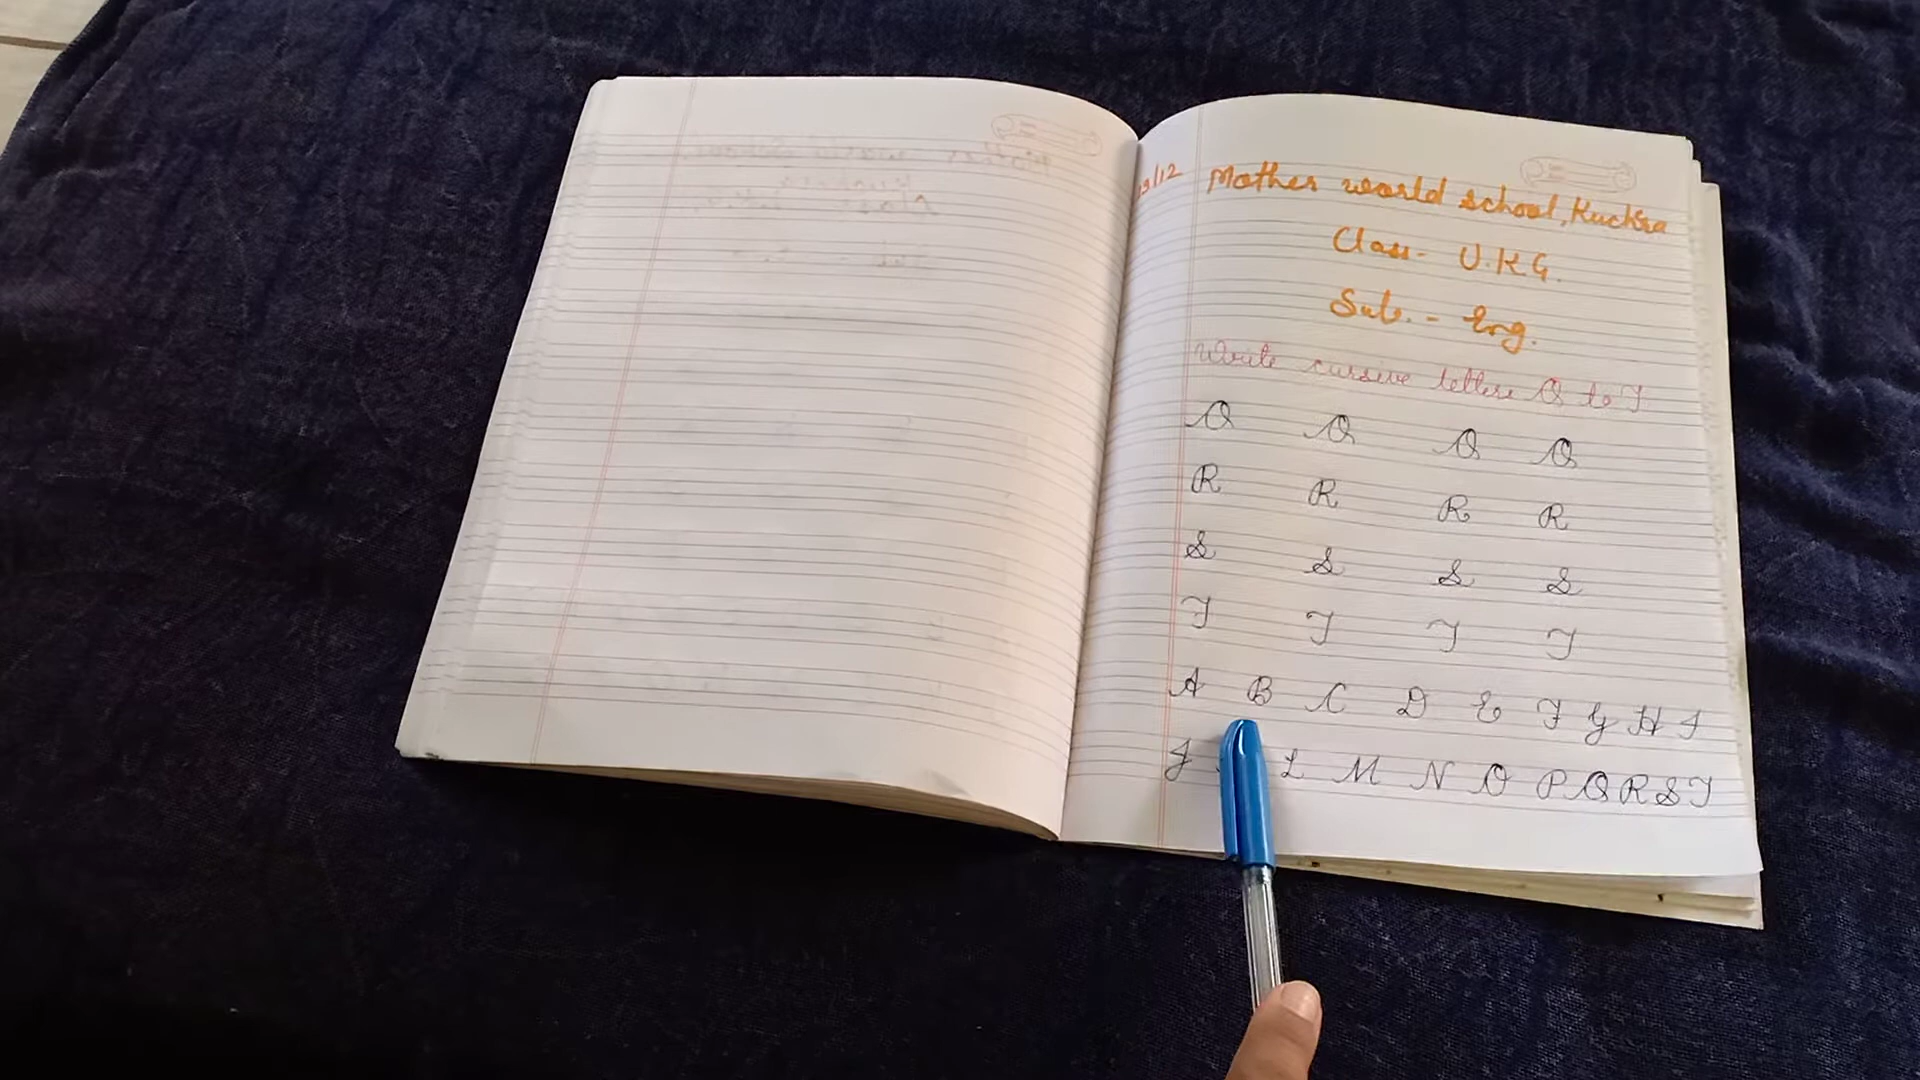 Mother world school, Kuchra
Class- U.K.G.
Sub. - Eng.
Write cursive letters Q to T
Q Q Q Q
R R R R
S S S S
T T T T
A B C D E F G H I
J L M N O P Q R S T